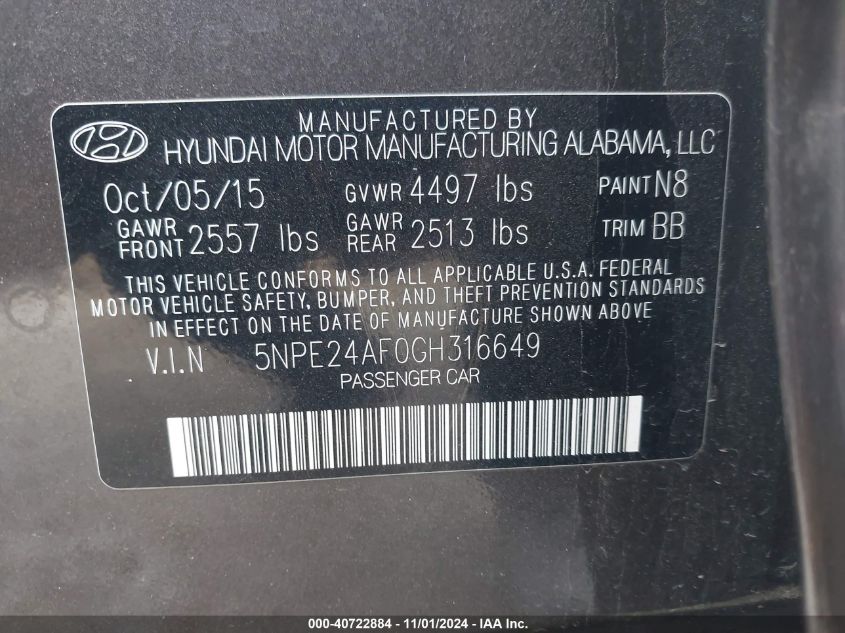 MANUFACTURED BY
HYUNDAI MOTOR MANUFACTURING ALABAMA, LLC
Oct/05/15 GVWR 4497 lbs PAINT N8
GAWR FRONT 2557 lbs GAWR REAR 2513 lbs TRIM BB
THIS VEHICLE CONFORMS TO ALL APPLICABLE U.S.A. FEDERAL
MOTOR VEHICLE SAFETY, BUMPER, AND THEFT PREVENTION STANDARDS
IN EFFECT ON THE DATE OF MANUFACTURE SHOWN ABOVE
V.I.N 5NPE24AF0GH316649
PASSENGER CAR
000-40722884 - 11/01/2024 - IAA Inc.